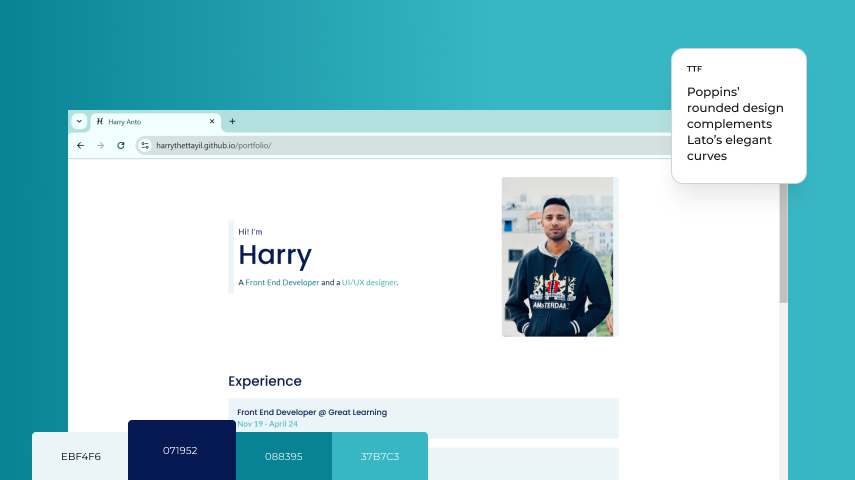 TTF
Poppins’
rounded design
complements
Lato’s elegant
curves
Harry Anto
harrythettayil.github.io/portfolio/
Hi! I'm
Harry
A Front End Developer and a UI/UX designer.
AMSTERDAM
Experience
Front End Developer @ Great Learning
Nov 19 - April 24
EBF4F6
071952
088395
37B7C3